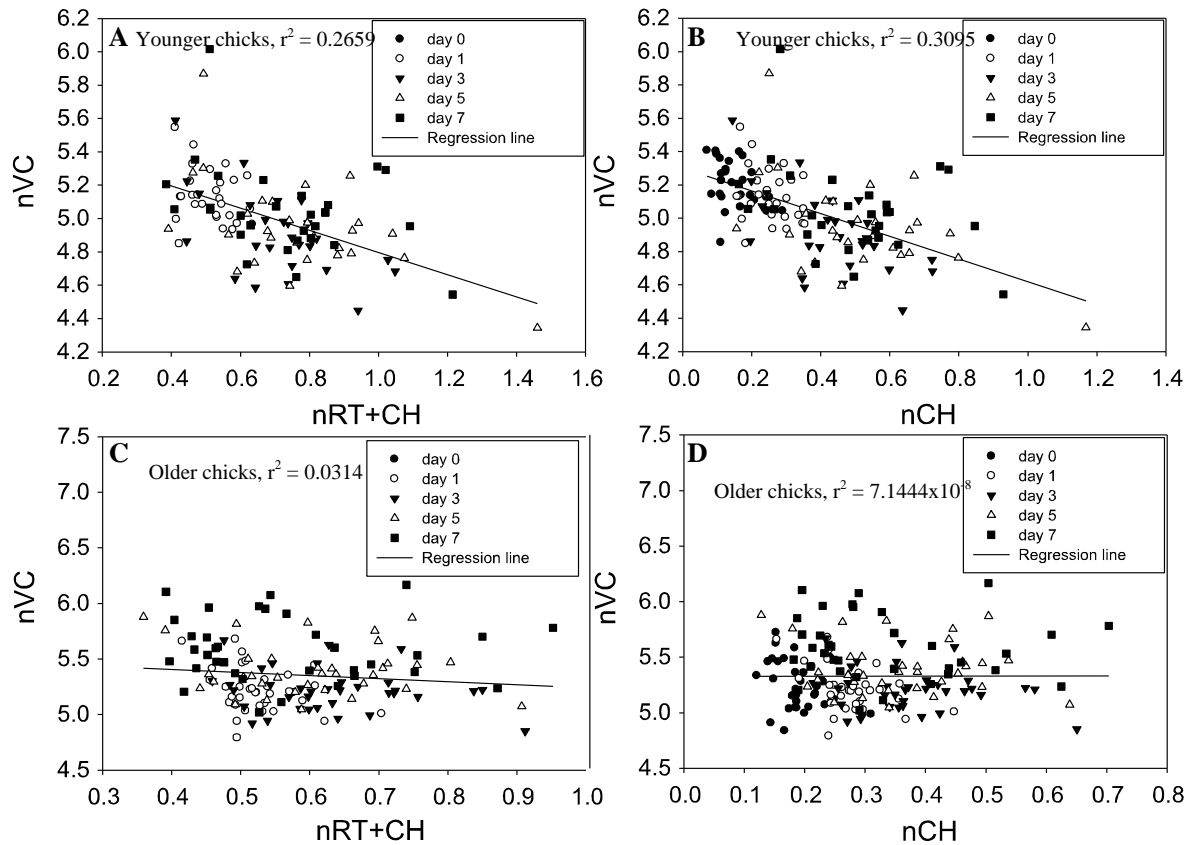 A Younger chicks, r² = 0.2659
day 0
day 1
day 3
day 5
day 7
Regression line
nVC
6.2
6.0
5.8
5.6
5.4
5.2
5.0
4.8
4.6
4.4
4.2
0.2 0.4 0.6 0.8 1.0 1.2 1.4 1.6
nRT+CH
B Younger chicks, r² = 0.3095
day 0
day 1
day 3
day 5
day 7
Regression line
nVC
6.2
6.0
5.8
5.6
5.4
5.2
5.0
4.8
4.6
4.4
4.2
0.0 0.2 0.4 0.6 0.8 1.0 1.2 1.4
nCH
C
Older chicks, r² = 0.0314
day 0
day 1
day 3
day 5
day 7
Regression line
nVC
7.5
7.0
6.5
6.0
5.5
5.0
4.5
0.3 0.4 0.5 0.6 0.7 0.8 0.9 1.0
nRT+CH
D
Older chicks, r² = 7.1444x10⁻⁸
day 0
day 1
day 3
day 5
day 7
Regression line
nVC
7.5
7.0
6.5
6.0
5.5
5.0
4.5
0.0 0.1 0.2 0.3 0.4 0.5 0.6 0.7 0.8
nCH